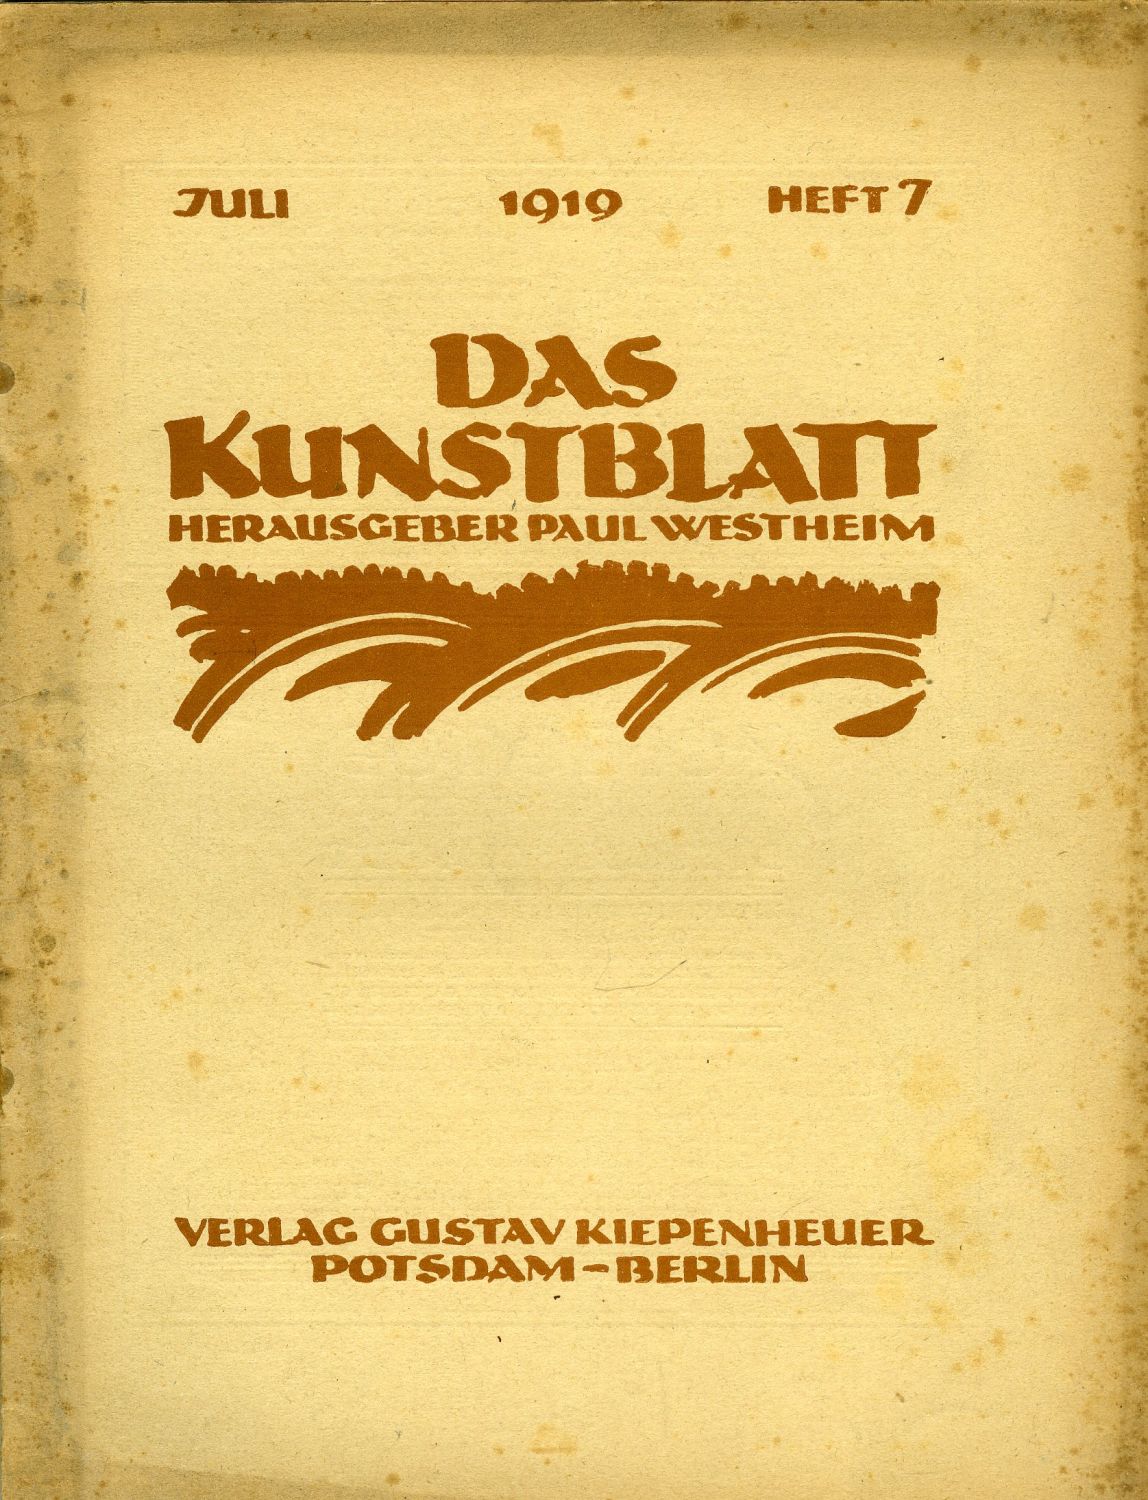 JULI 1919 HEFT 7
DAS
KUNSTBLATT
HERAUSGEBER PAUL WESTHEIM
VERLAG GUSTAV KIEPENHEUER
POTSDAM-BERLIN